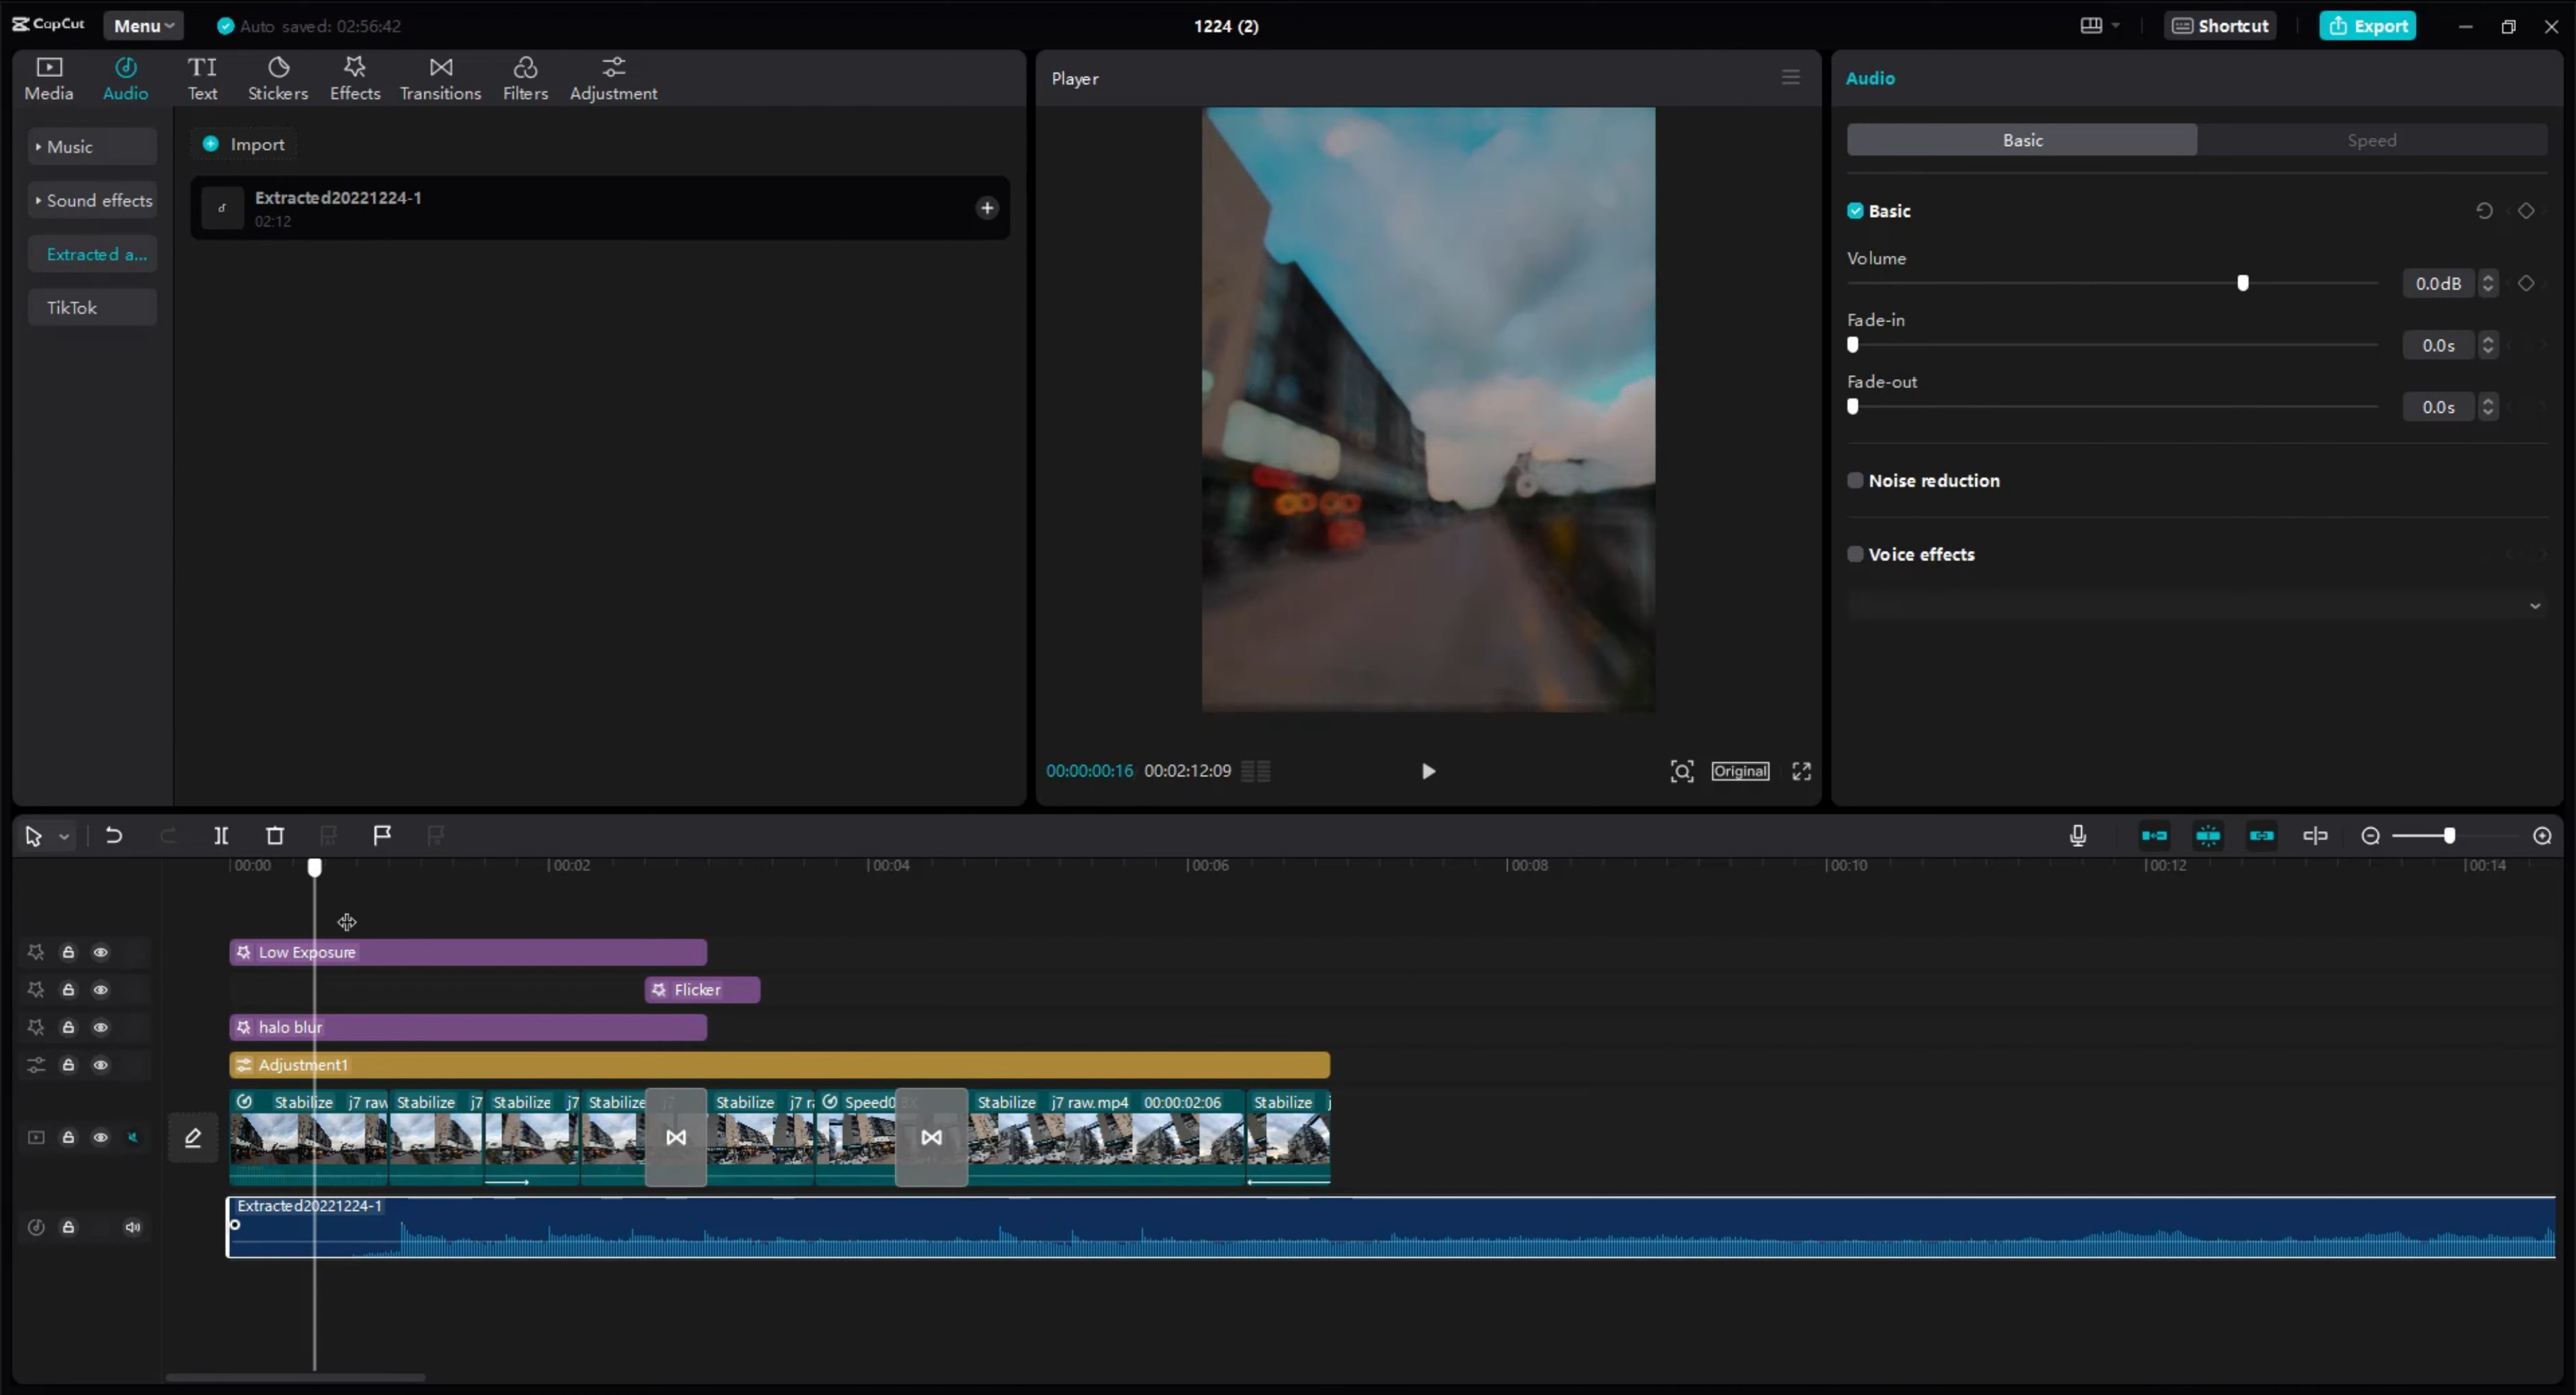 CapCut Menu Auto saved: 02:56:42 1224 (2) Shortcut Export
Media Audio Text Stickers Effects Transitions Filters Adjustment
Music
Sound effects
Extracted a...
TikTok
Import
Extracted20221224-1
02:12
Player
00:00:00:16 00:02:12:09
Original
Audio
Basic Speed
Basic
Volume
0.0dB
Fade-in
0.0s
Fade-out
0.0s
Noise reduction
Voice effects
00:00 00:02 00:04 00:06 00:08 00:10 00:12 00:14
Low Exposure
Flicker
halo blur
Adjustment1
Stabilize j7 raw Stabilize j7 Stabilize j7 Stabilize j7 Stabilize j7 ra Speed0 Stabilize j7 raw.mp4 00:00:02:06 Stabilize j
Extracted20221224-1